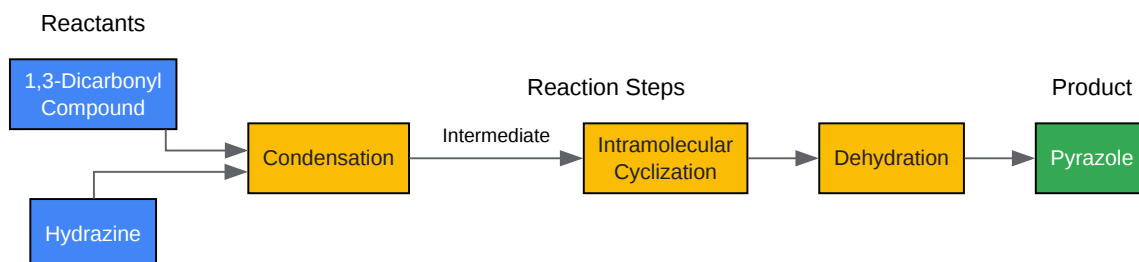 Reactants
1,3-Dicarbonyl
Compound
Hydrazine
Condensation
Intermediate
Reaction Steps
Intramolecular
Cyclization
Dehydration
Product
Pyrazole